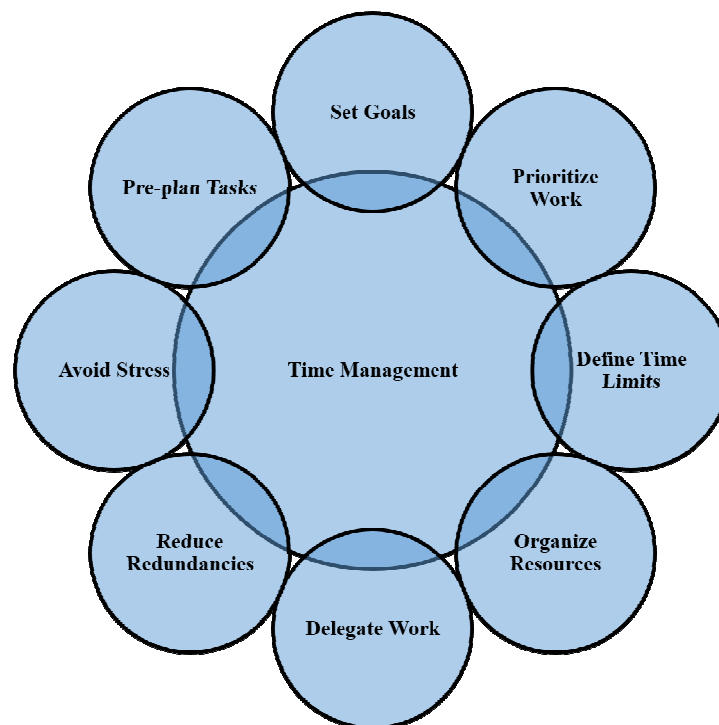 Set Goals
Prioritize
Work
Define Time
Limits
Organize
Resources
Delegate Work
Reduce
Redundancies
Avoid Stress
Pre-plan Tasks
Time Management